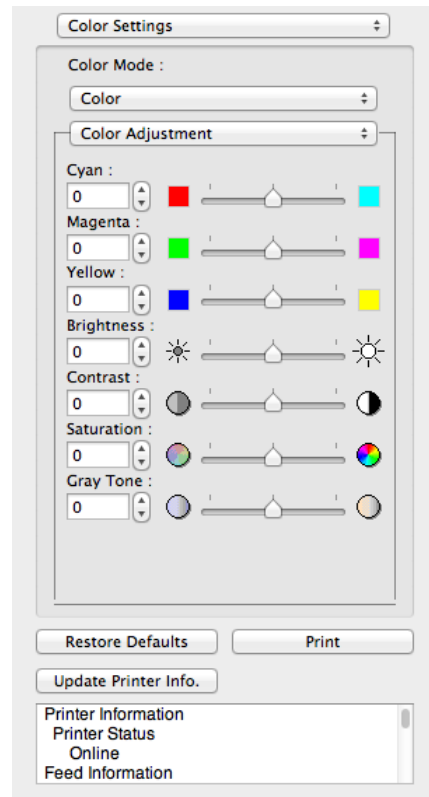 Color Settings
Color Mode :
Color
Color Adjustment
Cyan :
0
Magenta :
0
Yellow :
0
Brightness :
0
Contrast :
0
Saturation :
0
Gray Tone :
0
Restore Defaults Print
Update Printer Info.
Printer Information
Printer Status
Online
Feed Information